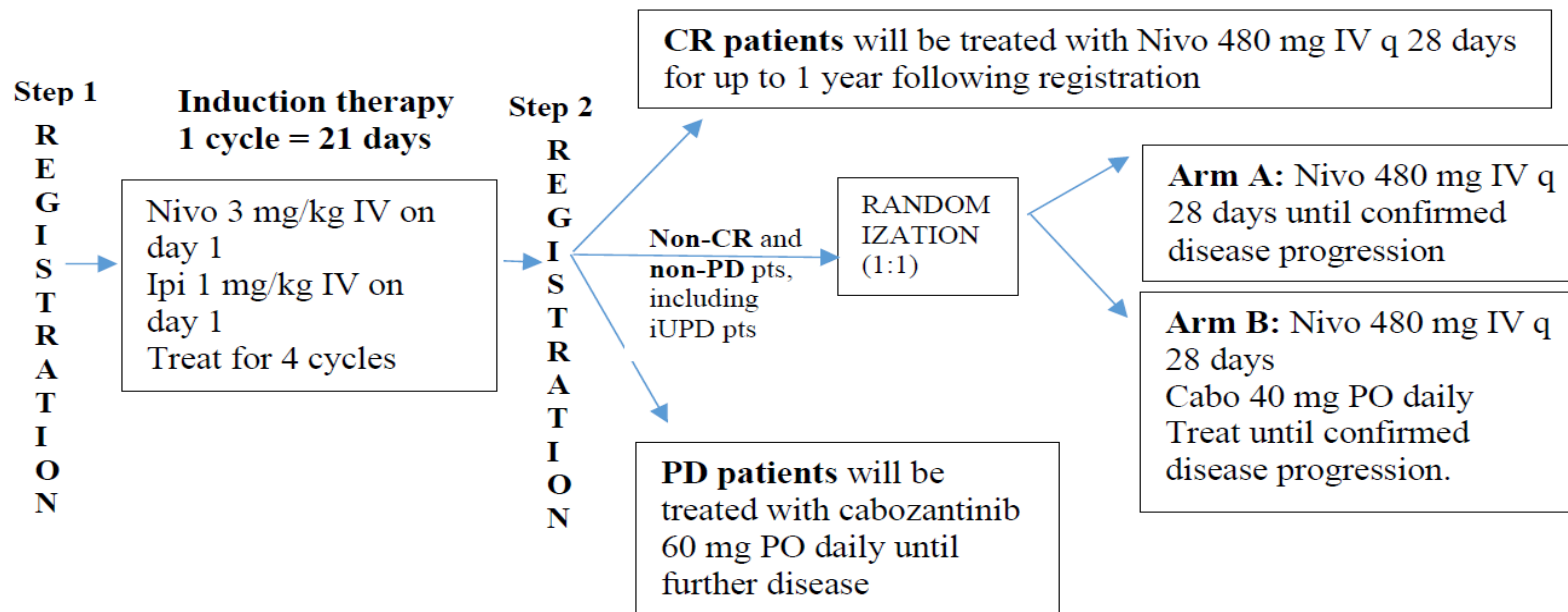 Step 1
R
E
G
I
S
T
R
A
T
I
O
N
Induction therapy
1 cycle = 21 days
Nivo 3 mg/kg IV on
day 1
Ipi 1 mg/kg IV on
day 1
Treat for 4 cycles
Step 2
R
E
G
I
S
T
R
A
T
I
O
N
CR patients will be treated with Nivo 480 mg IV q 28 days
for up to 1 year following registration
Non-CR and
non-PD pts,
including
iUPD pts
RANDOM
IZATION
(1:1)
Arm A: Nivo 480 mg IV q
28 days until confirmed
disease progression
Arm B: Nivo 480 mg IV q
28 days
Cabo 40 mg PO daily
Treat until confirmed
disease progression.
PD patients will be
treated with cabozantinib
60 mg PO daily until
further disease